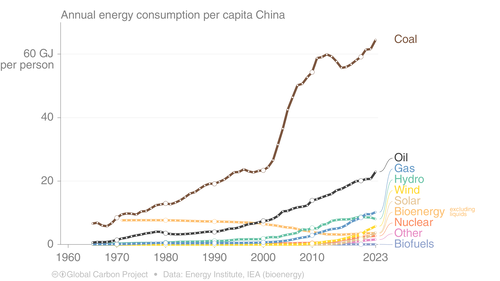 Annual energy consumption per capita China
60 GJ
per person
40
20
0
1960
1970
1980
1990
2000
2010
2023
Coal
Oil
Gas
Hydro
Wind
Solar
Bioenergy excluding
liquids
Nuclear
Other
Biofuels
Global Carbon Project • Data: Energy Institute, IEA (bioenergy)